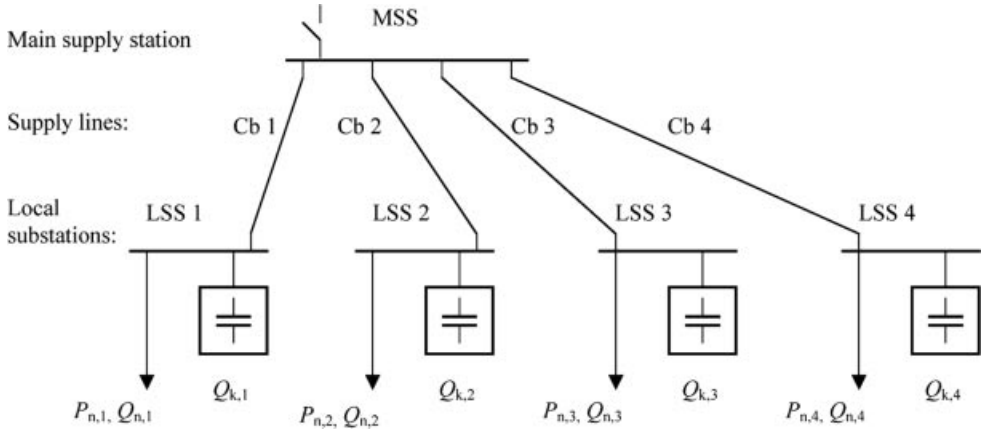 MSS
Main supply station
Supply lines:
Cb 1
Cb 2
Cb 3
Cb 4
Local
substations:
LSS 1
LSS 2
LSS 3
LSS 4
Qk,1
Qk,2
Qk,3
Qk,4
Pn,1, Qn,1
Pn,2, Qn,2
Pn,3, Qn,3
Pn,4, Qn,4